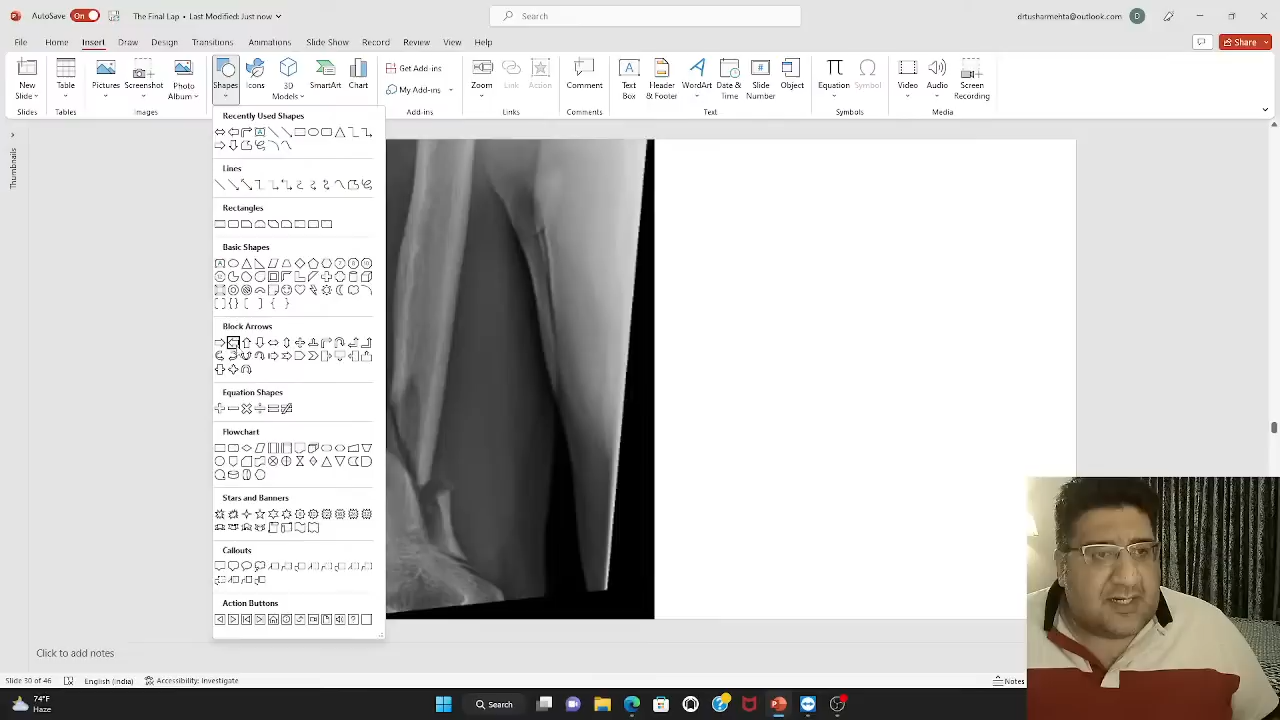 AutoSave On The Final Lap • Last Modified: Just now Search drtusharmehta@outlook.com D
File Home Insert Draw Design Transitions Animations Slide Show Record Review View Help Share
New Slide Table Pictures Screenshot Photo Album Shapes Icons 3D Models SmartArt Chart Get Add-ins My Add-ins Zoom Link Action Comment Text Box Header & Footer WordArt Date & Time Slide Number Object Equation Symbol Video Audio Screen Recording
Slides Tables Images Add-ins Links Comments Text Symbols Media
Thumbnails
Recently Used Shapes
Lines
Rectangles
Basic Shapes
Block Arrows
Equation Shapes
Flowchart
Stars and Banners
Callouts
Action Buttons
Click to add notes
Slide 30 of 46 English (India) Accessibility: Investigate Notes
74°F
Haze
Search